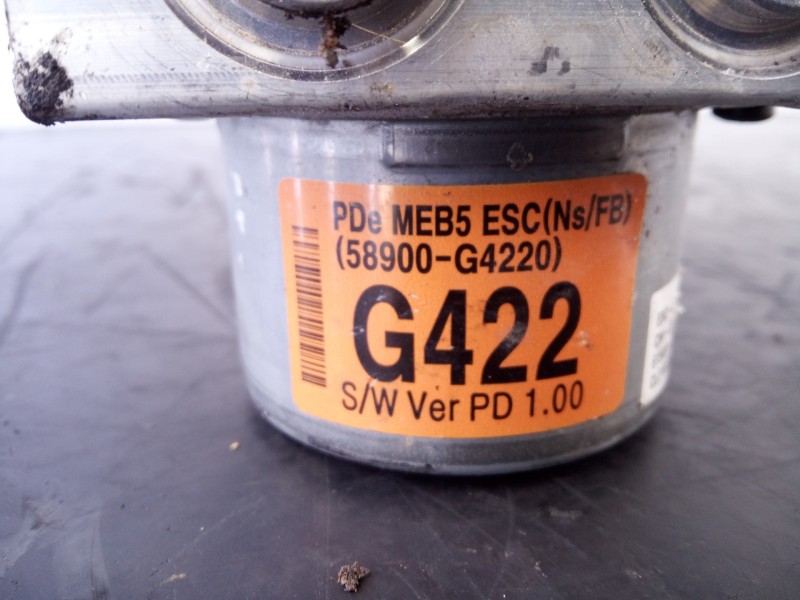 PDe MEB5 ESC(Ns/FB)
(58900-G4220)
G422
S/W Ver PD 1.00